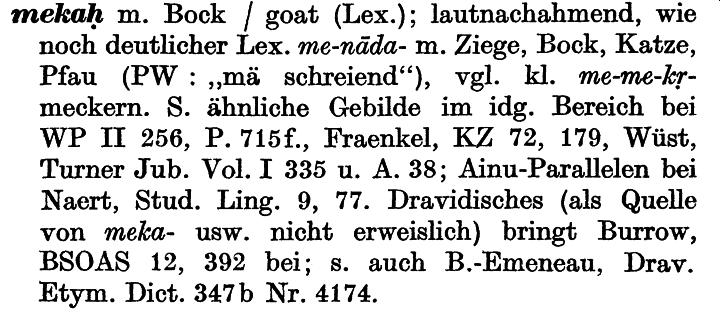 mekaḥ m. Bock / goat (Lex.); lautnachahmend, wie
noch deutlicher Lex. me-nāda- m. Ziege, Bock, Katze,
Pfau (PW : „mä schreiend“), vgl. kl. me-me-kṛ-
meckern. S. ähnliche Gebilde im idg. Bereich bei
WP II 256, P. 715f., Fraenkel, KZ 72, 179, Wüst,
Turner Jub. Vol. I 335 u. A. 38; Ainu-Parallelen bei
Naert, Stud. Ling. 9, 77. Dravidisches (als Quelle
von meka- usw. nicht erweislich) bringt Burrow,
BSOAS 12, 392 bei; s. auch B.-Emeneau, Drav.
Etym. Dict. 347b Nr. 4174.